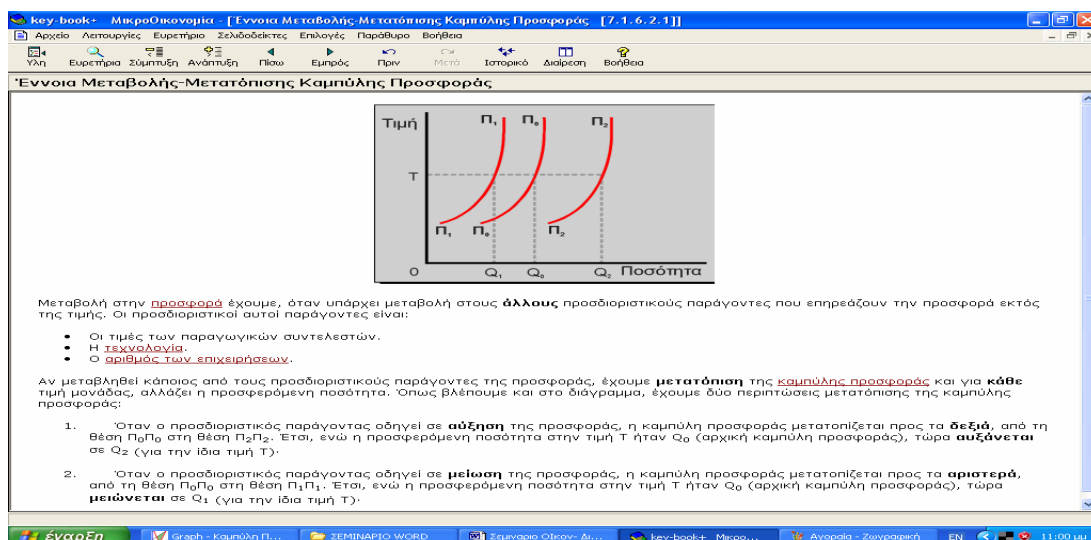 key-book+ ΜικροΟικονομία - [Έννοια Μεταβολής-Μετατόπισης Καμπύλης Προσφοράς [7.1.6.2.1]]
Αρχείο Λειτουργίες Ευρετήριο Σελιδοδείκτες Επιλογές Παράθυρο Βοήθεια
Ύλη Ευρετήρια Σύμπτυξη Ανάπτυξη Πίσω Εμπρός Πριν Μετά Ιστορικό Διαίρεση Βοήθεια
Έννοια Μεταβολής-Μετατόπισης Καμπύλης Προσφοράς
Τιμή Π₁ Π₀ Π₂
Τ
Π₁ Π₀ Π₂
0 Q₁ Q₀ Q₂ Ποσότητα
Μεταβολή στην προσφορά έχουμε, όταν υπάρχει μεταβολή στους άλλους προσδιοριστικούς παράγοντες που επηρεάζουν την προσφορά εκτός
της τιμής. Οι προσδιοριστικοί αυτοί παράγοντες είναι:
• Οι τιμές των παραγωγικών συντελεστών.
• Η τεχνολογία.
• Ο αριθμός των επιχειρήσεων.
Αν μεταβληθεί κάποιος από τους προσδιοριστικούς παράγοντες της προσφοράς, έχουμε μετατόπιση της καμπύλης προσφοράς και για κάθε
τιμή μονάδας, αλλάζει η προσφερόμενη ποσότητα. Όπως βλέπουμε και στο διάγραμμα, έχουμε δύο περιπτώσεις μετατόπισης της καμπύλης
προσφοράς:
1. Όταν ο προσδιοριστικός παράγοντας οδηγεί σε αύξηση της προσφοράς, η καμπύλη προσφοράς μετατοπίζεται προς τα δεξιά, από τη
θέση Π₀Π₀ στη θέση Π₂Π₂. Έτσι, ενώ η προσφερόμενη ποσότητα στην τιμή Τ ήταν Q₀ (αρχική καμπύλη προσφοράς), τώρα αυξάνεται
σε Q₂ (για την ίδια τιμή Τ).
2. Όταν ο προσδιοριστικός παράγοντας οδηγεί σε μείωση της προσφοράς, η καμπύλη προσφοράς μετατοπίζεται προς τα αριστερά,
από τη θέση Π₀Π₀ στη θέση Π₁Π₁. Έτσι, ενώ η προσφερόμενη ποσότητα στην τιμή Τ ήταν Q₀ (αρχική καμπύλη προσφοράς), τώρα
μειώνεται σε Q₁ (για την ίδια τιμή Τ).
έναρξη Graph - Καμπύλη Π... ΣΕΜΙΝΑΡΙΟ WORD Σεμιναριο ΟΙκον- Δι... key-book+ Μικρο... Αγοραία - Ζωγραφική EN 11:00 μμ